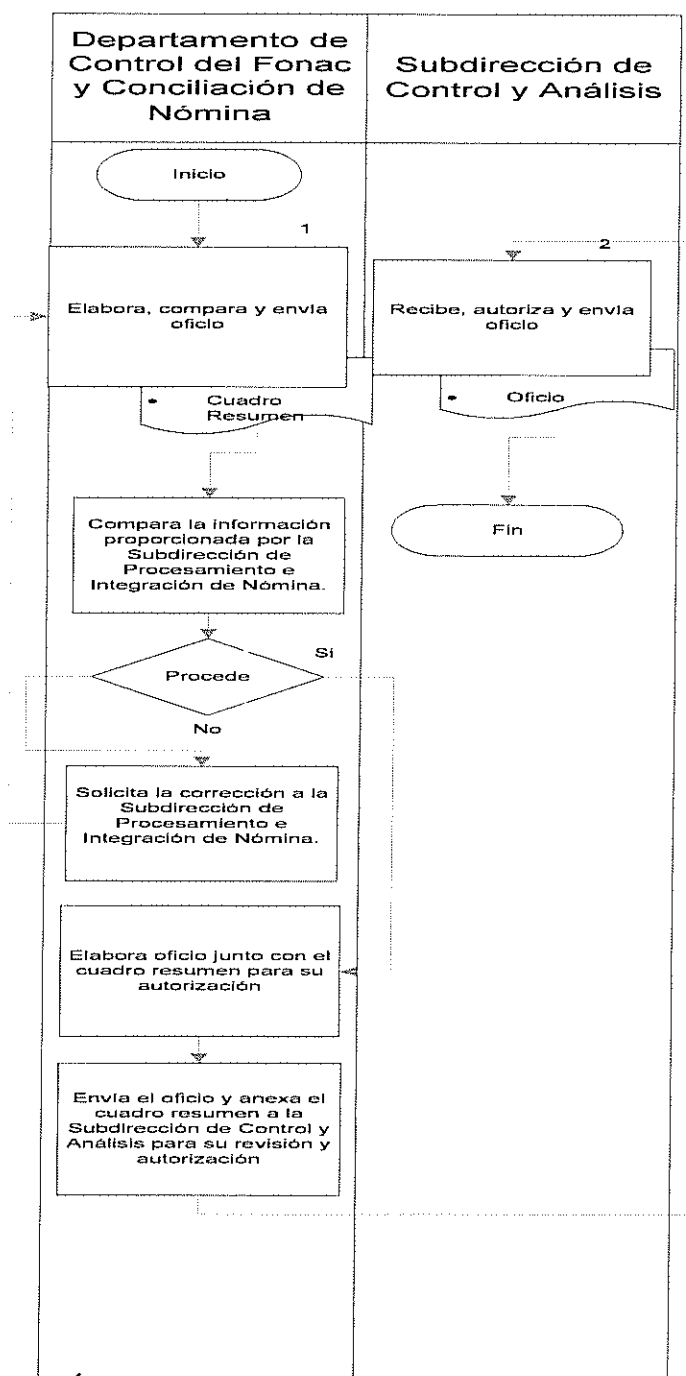 Departamento de
Control del Fonac
y Conciliación de
Nómina
Subdirección de
Control y Análisis
Inicio
1
2
Elabora, compara y envía
oficio
Recibe, autoriza y envía
oficio
• Cuadro
Resumen
• Oficio
Compara la información
proporcionada por la
Subdirección de
Procesamiento e
Integración de Nómina.
Fin
Procede
Sí
No
Solicita la corrección a la
Subdirección de
Procesamiento e
Integración de Nómina.
Elabora oficio junto con el
cuadro resumen para su
autorización
Envía el oficio y anexa el
cuadro resumen a la
Subdirección de Control y
Análisis para su revisión y
autorización